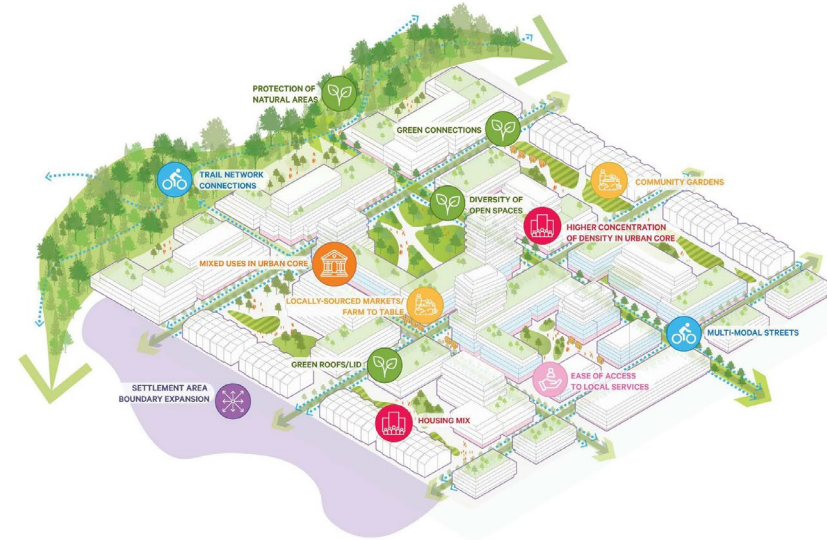 PROTECTION OF
NATURAL AREAS
GREEN CONNECTIONS
TRAIL NETWORK
CONNECTIONS
COMMUNITY GARDENS
DIVERSITY OF
OPEN SPACES
HIGHER CONCENTRATION
OF DENSITY IN URBAN CORE
MIXED USES IN URBAN CORE
LOCALLY-SOURCED MARKETS/
FARM TO TABLE
MULTI-MODAL STREETS
GREEN ROOFS/LID
EASE OF ACCESS
TO LOCAL SERVICES
SETTLEMENT AREA
BOUNDARY EXPANSION
HOUSING MIX